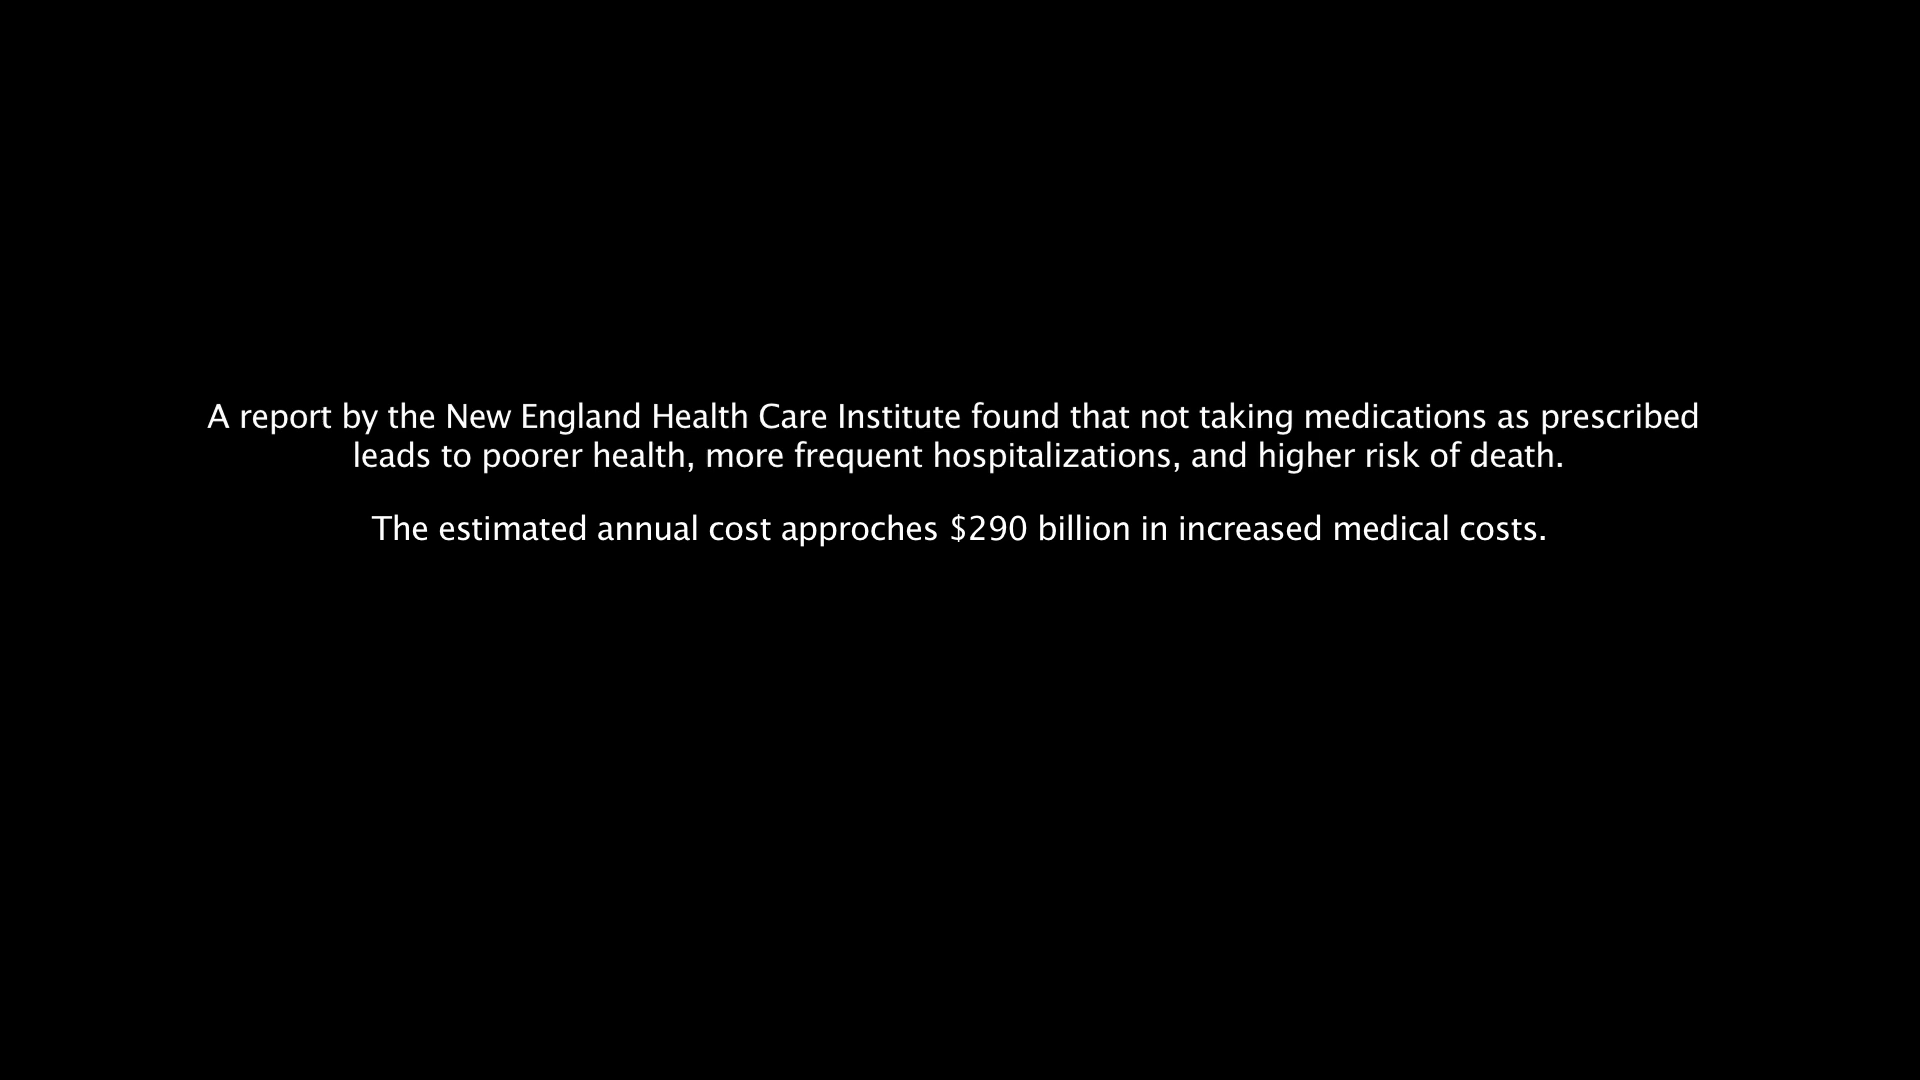 A report by the New England Health Care Institute found that not taking medications as prescribed
leads to poorer health, more frequent hospitalizations, and higher risk of death.
The estimated annual cost approches $290 billion in increased medical costs.